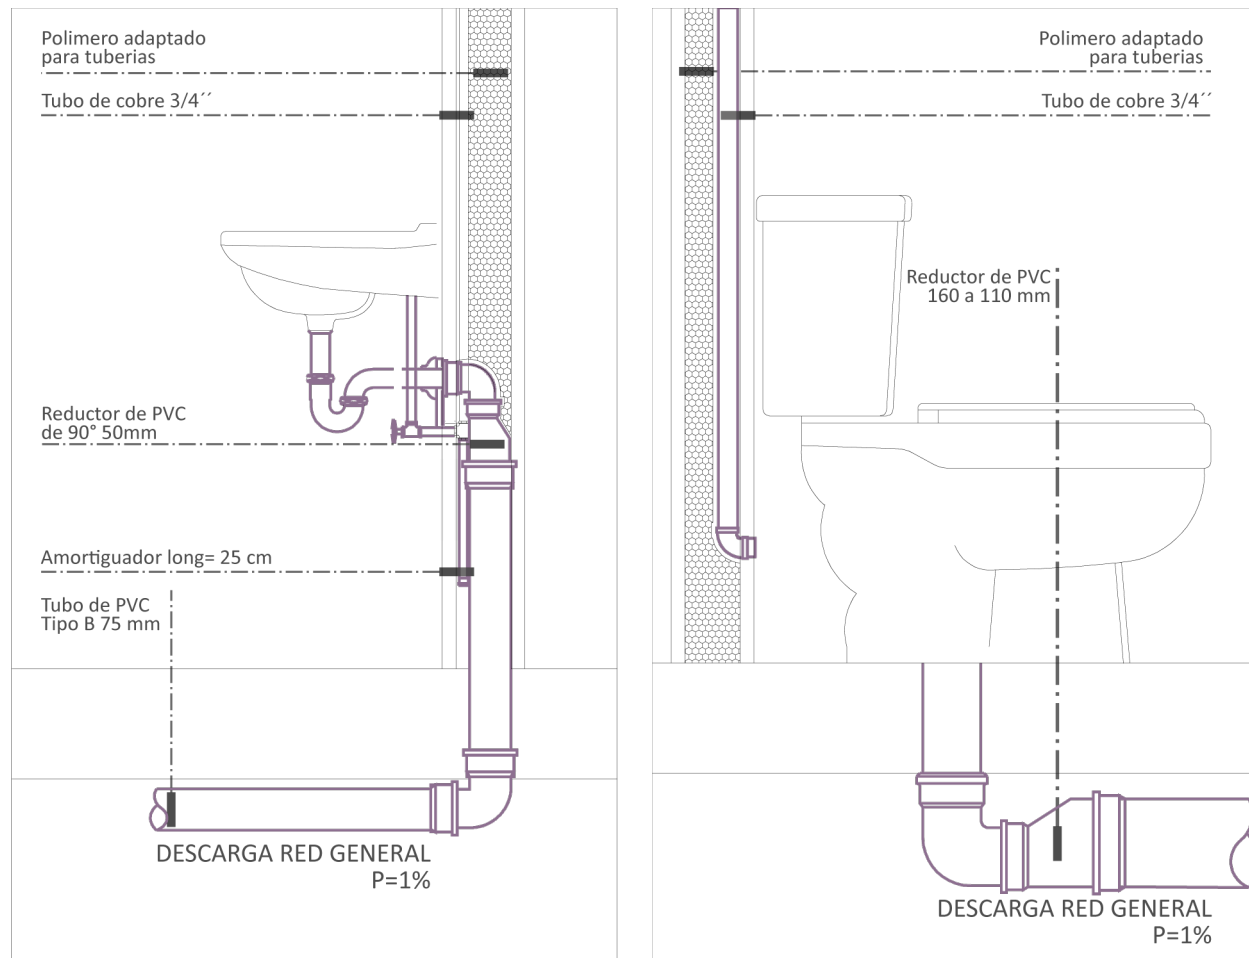 Polimero adaptado
para tuberias
Tubo de cobre 3/4´´
Reductor de PVC
de 90° 50mm
Amortiguador long= 25 cm
Tubo de PVC
Tipo B 75 mm
DESCARGA RED GENERAL
P=1%
Polimero adaptado
para tuberias
Tubo de cobre 3/4´´
Reductor de PVC
160 a 110 mm
DESCARGA RED GENERAL
P=1%